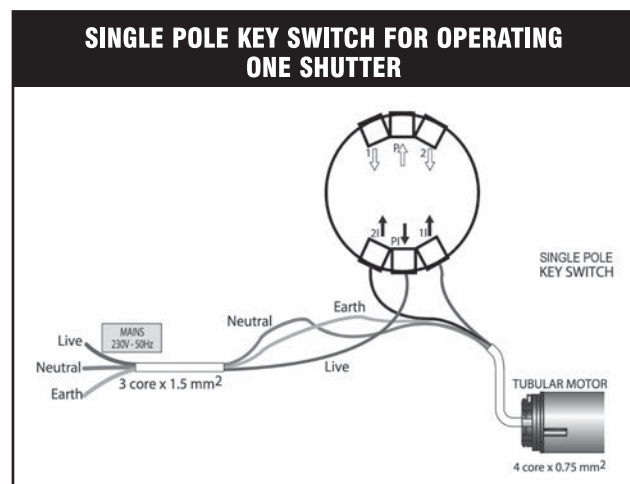 SINGLE POLE KEY SWITCH FOR OPERATING
ONE SHUTTER
1 P 2
2I PI 1I
SINGLE POLE
KEY SWITCH
MAINS
230V - 50Hz
Live
Neutral
Earth
3 core x 1.5 mm2
Neutral
Earth
Live
TUBULAR MOTOR
4 core x 0.75 mm2